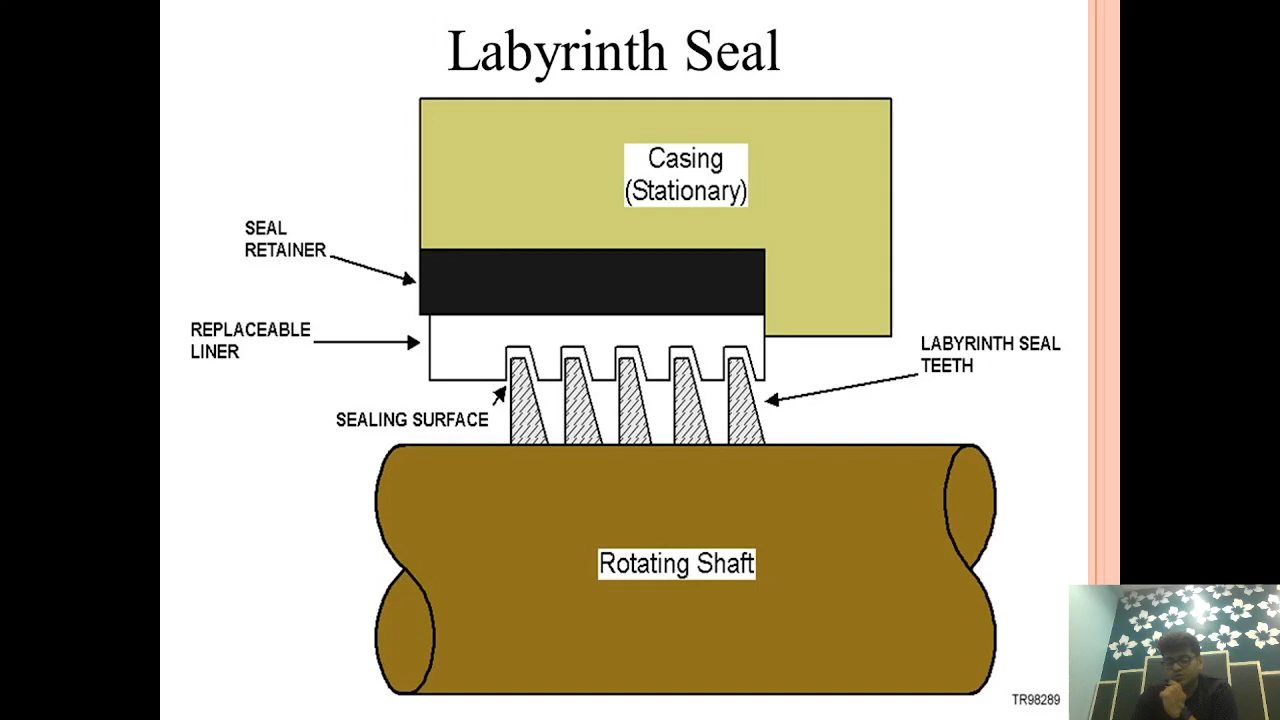 Labyrinth Seal
Casing
(Stationary)
SEAL
RETAINER
REPLACEABLE
LINER
LABYRINTH SEAL
TEETH
SEALING SURFACE
Rotating Shaft
TR98289